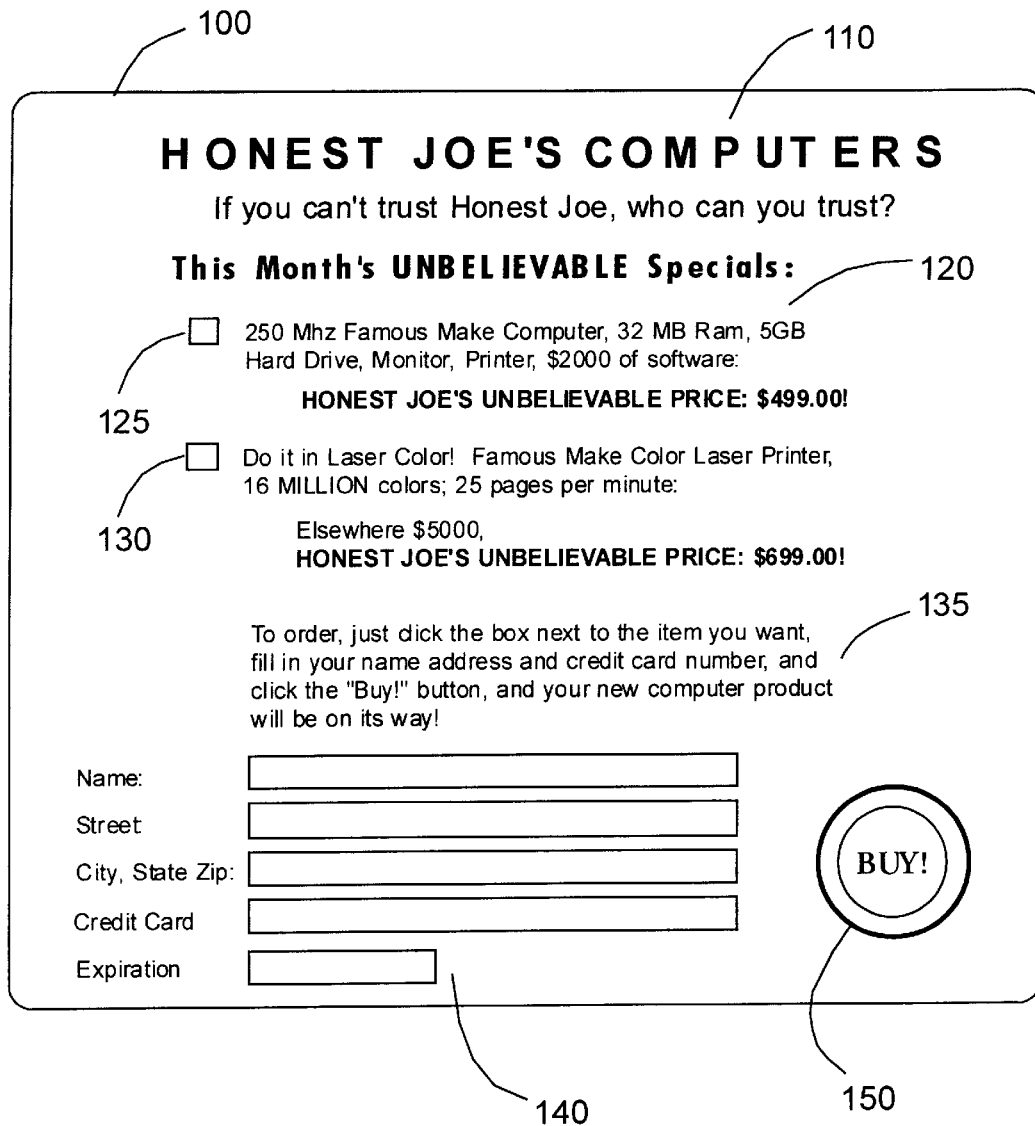 100
110
HONEST JOE'S COMPUTERS
If you can't trust Honest Joe, who can you trust?
This Month's UNBELIEVABLE Specials:
120
250 Mhz Famous Make Computer, 32 MB Ram, 5GB
Hard Drive, Monitor, Printer, $2000 of software:
HONEST JOE'S UNBELIEVABLE PRICE: $499.00!
125
Do it in Laser Color! Famous Make Color Laser Printer,
16 MILLION colors; 25 pages per minute:
130
Elsewhere $5000,
HONEST JOE'S UNBELIEVABLE PRICE: $699.00!
135
To order, just click the box next to the item you want,
fill in your name address and credit card number, and
click the "Buy!" button, and your new computer product
will be on its way!
Name:
Street
City, State Zip:
BUY!
Credit Card
Expiration
140
150